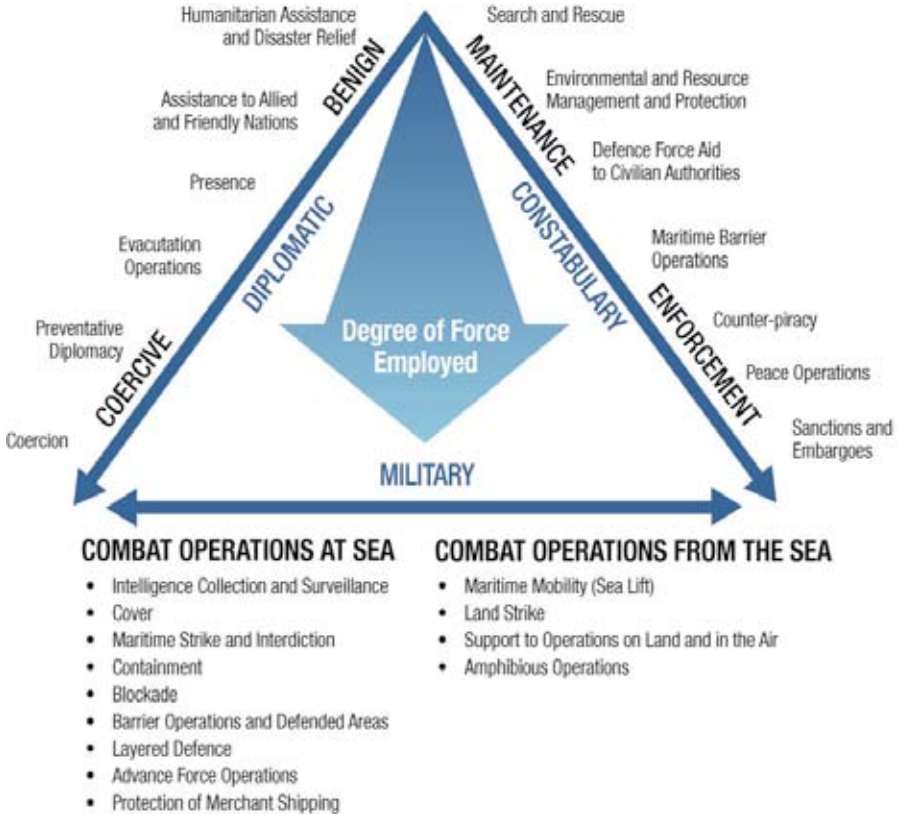 Humanitarian Assistance
and Disaster Relief
Search and Rescue
BENIGN
MAINTENANCE
Environmental and Resource
Management and Protection
Assistance to Allied
and Friendly Nations
Defence Force Aid
to Civilian Authorities
Presence
DIPLOMATIC
CONSTABULARY
Maritime Barrier
Operations
Evacutation
Operations
ENFORCEMENT
Counter-piracy
Preventative
Diplomacy
Degree of Force
Employed
COERCIVE
Peace Operations
Coercion
Sanctions and
Embargoes
MILITARY
COMBAT OPERATIONS AT SEA
• Intelligence Collection and Surveillance
• Cover
• Maritime Strike and Interdiction
• Containment
• Blockade
• Barrier Operations and Defended Areas
• Layered Defence
• Advance Force Operations
• Protection of Merchant Shipping
COMBAT OPERATIONS FROM THE SEA
• Maritime Mobility (Sea Lift)
• Land Strike
• Support to Operations on Land and in the Air
• Amphibious Operations